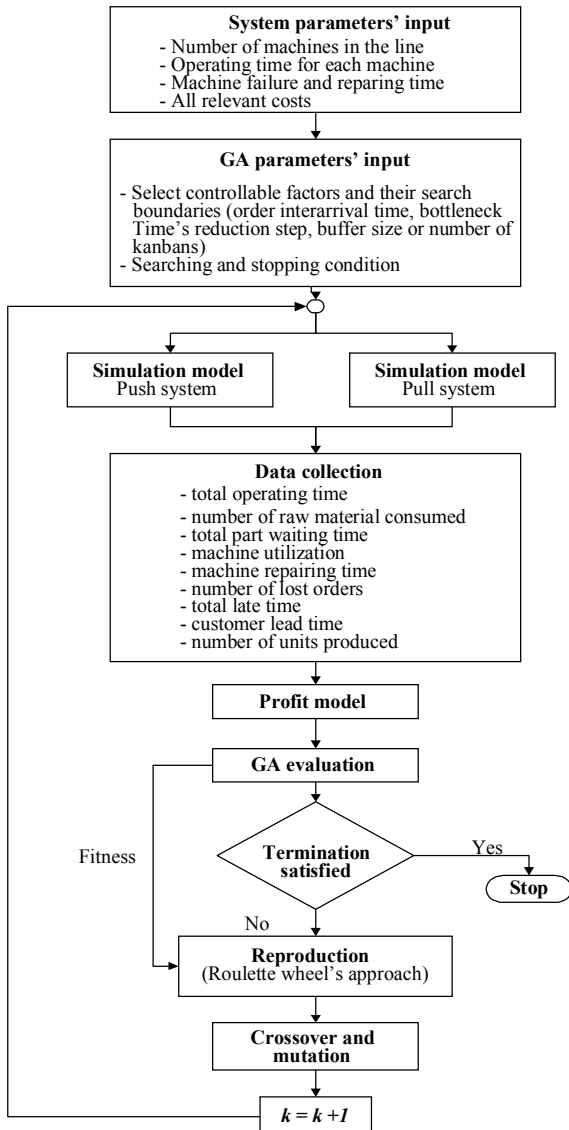 System parameters’ input
- Number of machines in the line
- Operating time for each machine
- Machine failure and reparing time
- All relevant costs
GA parameters’ input
- Select controllable factors and their search
boundaries (order interarrival time, bottleneck
Time’s reduction step, buffer size or number of
kanbans)
- Searching and stopping condition
Simulation model
Push system
Simulation model
Pull system
Data collection
- total operating time
- number of raw material consumed
- total part waiting time
- machine utilization
- machine repairing time
- number of lost orders
- total late time
- customer lead time
- number of units produced
Profit model
GA evaluation
Fitness
Termination
satisfied
Yes
Stop
No
Reproduction
(Roulette wheel’s approach)
Crossover and
mutation
k = k +1